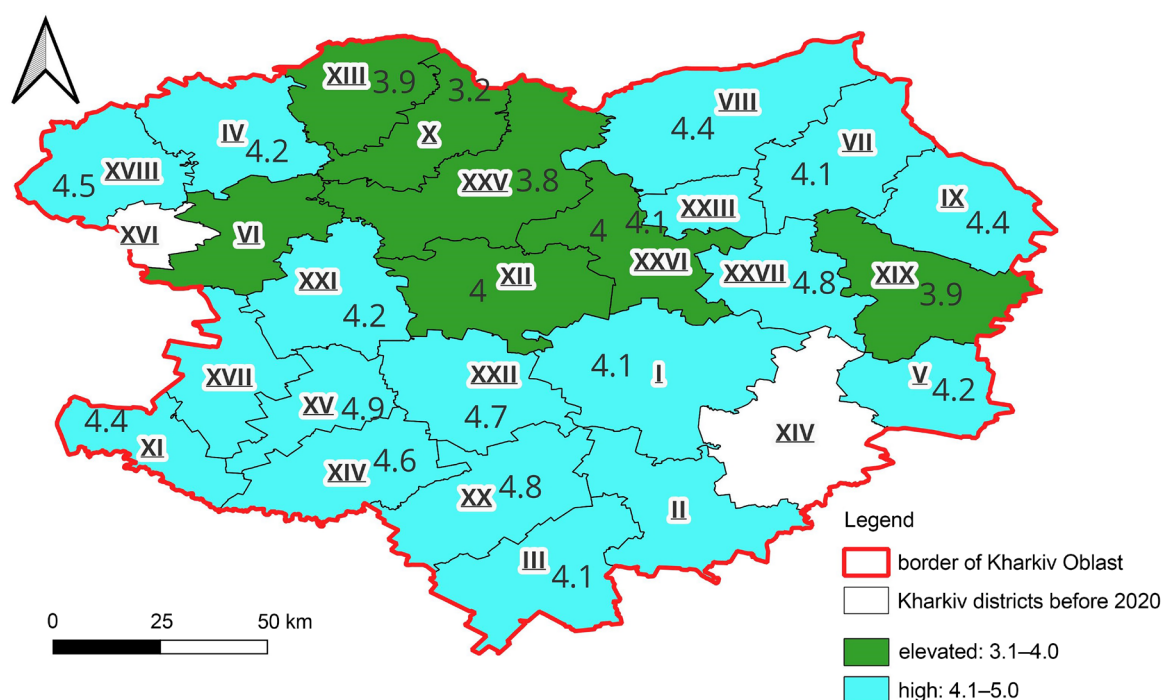 XIII 3.9
3.2
VIII
IV
4.2
X
4.4
VII
XVIII
4.5
XXV 3.8
4.1
IX
4.4
XVI
VI
4
4.1
XXIII
XXVI
XXI
4.2
XII
4
XXVII
4.8
XIX
3.9
XVII
XXII
4.7
4.1
I
V
4.2
XV 4.9
4.4
XI
XIV
XIV 4.6
XX 4.8
II
III
4.1
Legend
border of Kharkiv Oblast
Kharkiv districts before 2020
elevated: 3.1–4.0
high: 4.1–5.0
0 25 50 km